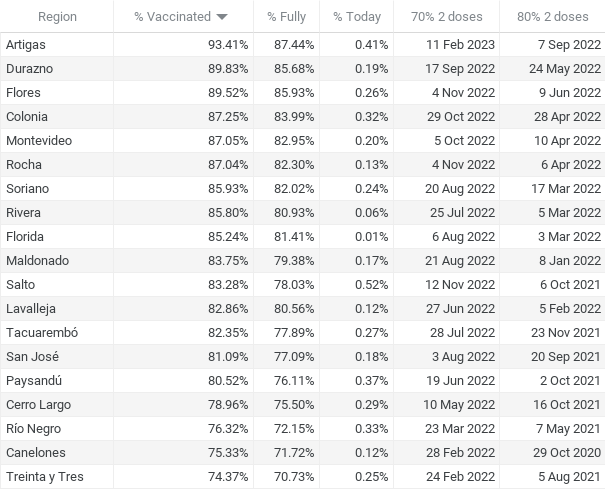 Region % Vaccinated % Fully % Today 70% 2 doses 80% 2 doses
Artigas 93.41% 87.44% 0.41% 11 Feb 2023 7 Sep 2022
Durazno 89.83% 85.68% 0.19% 17 Sep 2022 24 May 2022
Flores 89.52% 85.93% 0.26% 4 Nov 2022 9 Jun 2022
Colonia 87.25% 83.99% 0.32% 29 Oct 2022 28 Apr 2022
Montevideo 87.05% 82.95% 0.20% 5 Oct 2022 10 Apr 2022
Rocha 87.04% 82.30% 0.13% 4 Nov 2022 6 Apr 2022
Soriano 85.93% 82.02% 0.24% 20 Aug 2022 17 Mar 2022
Rivera 85.80% 80.93% 0.06% 25 Jul 2022 5 Mar 2022
Florida 85.24% 81.41% 0.01% 6 Aug 2022 3 Mar 2022
Maldonado 83.75% 79.38% 0.17% 21 Aug 2022 8 Jan 2022
Salto 83.28% 78.03% 0.52% 12 Nov 2022 6 Oct 2021
Lavalleja 82.86% 80.56% 0.12% 27 Jun 2022 5 Feb 2022
Tacuarembó 82.35% 77.89% 0.27% 28 Jul 2022 23 Nov 2021
San José 81.09% 77.09% 0.18% 3 Aug 2022 20 Sep 2021
Paysandú 80.52% 76.11% 0.37% 19 Jun 2022 2 Oct 2021
Cerro Largo 78.96% 75.50% 0.29% 10 May 2022 16 Oct 2021
Río Negro 76.32% 72.15% 0.33% 23 Mar 2022 7 May 2021
Canelones 75.33% 71.72% 0.12% 28 Feb 2022 29 Oct 2020
Treinta y Tres 74.37% 70.73% 0.25% 24 Feb 2022 5 Aug 2021